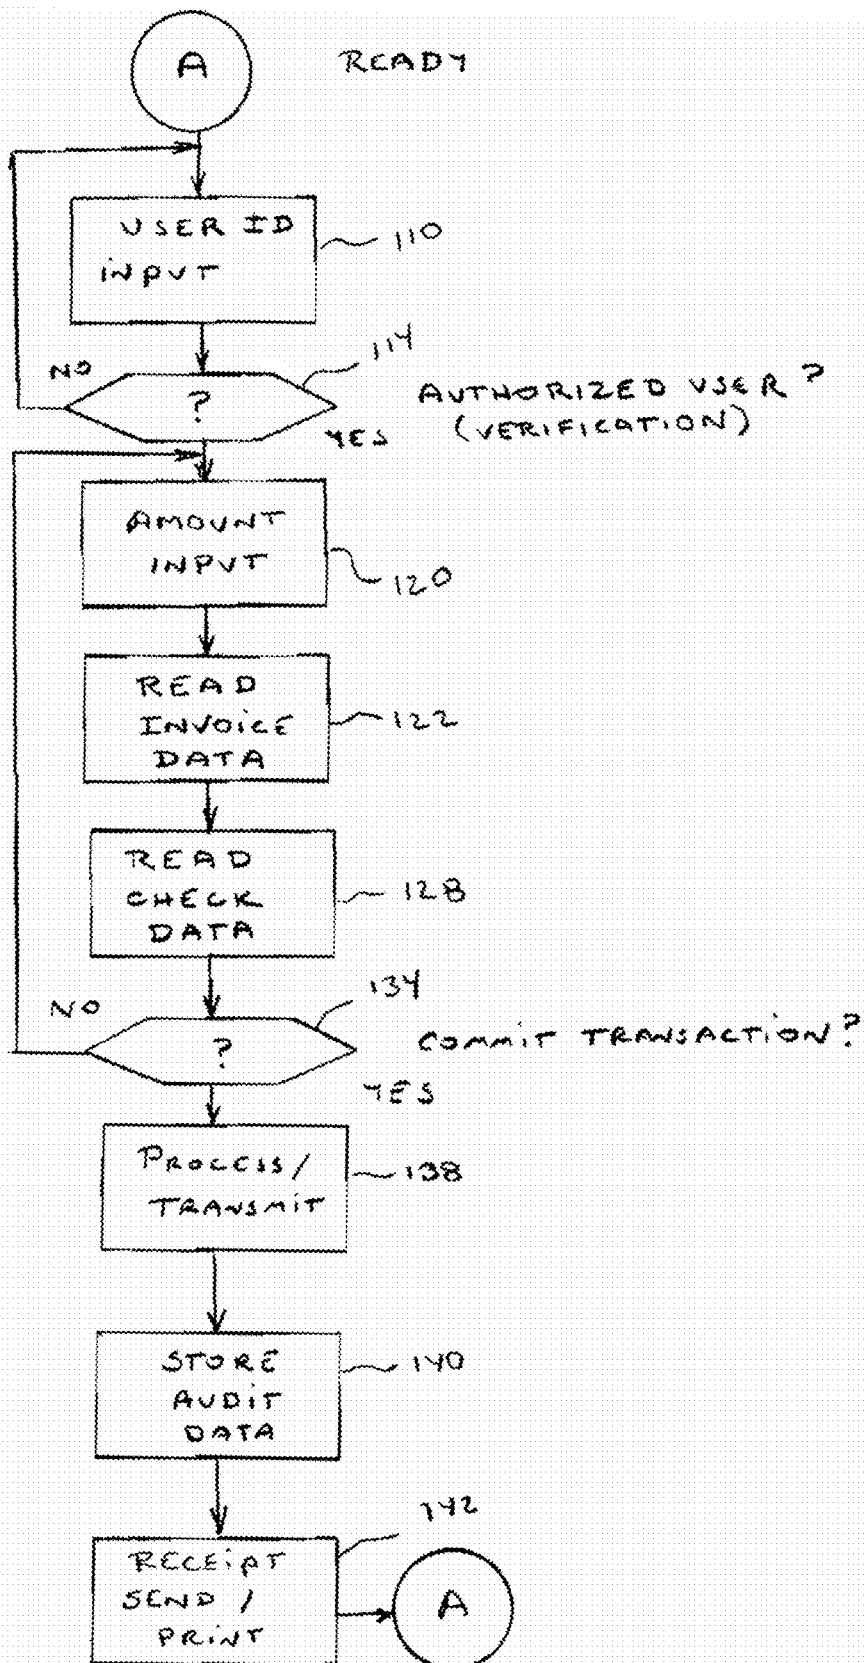 A
READY
USER ID
INPUT
110
114
NO
?
AUTHORIZED USER?
(VERIFICATION)
YES
AMOUNT
INPUT
120
READ
INVOICE
DATA
122
READ
CHECK
DATA
128
134
NO
?
COMMIT TRANSACTION?
YES
PROCESS/
TRANSMIT
138
STORE
AUDIT
DATA
140
142
RECEIPT
SEND /
PRINT
A